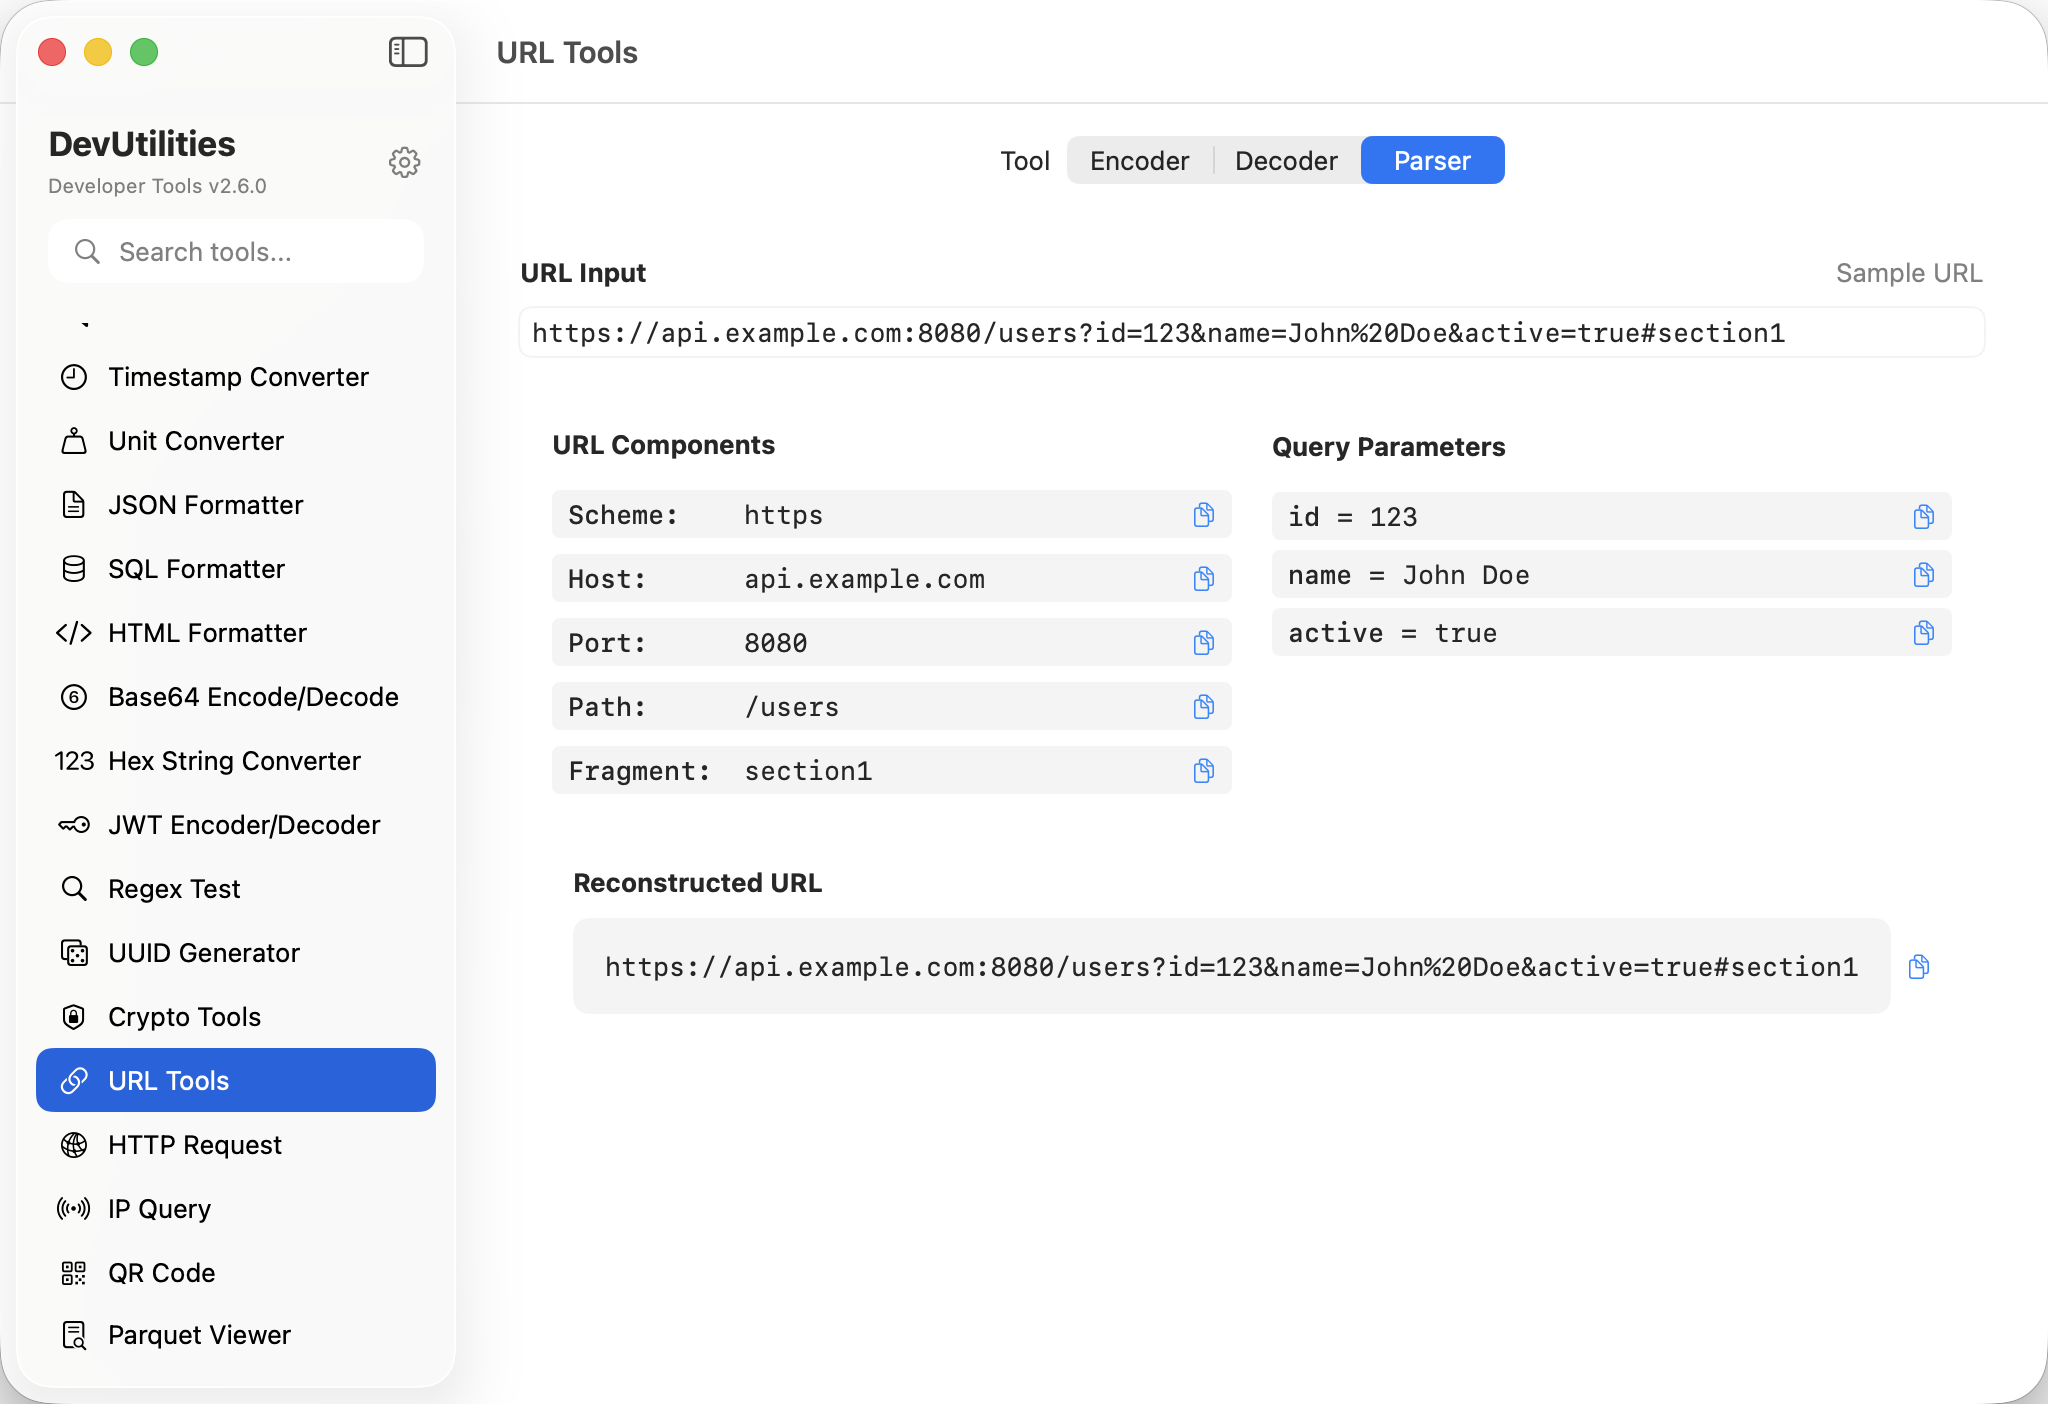 URL Tools
DevUtilities
Developer Tools v2.6.0
Search tools...
Timestamp Converter
Unit Converter
JSON Formatter
SQL Formatter
HTML Formatter
Base64 Encode/Decode
123 Hex String Converter
JWT Encoder/Decoder
Regex Test
UUID Generator
Crypto Tools
URL Tools
HTTP Request
IP Query
QR Code
Parquet Viewer
Tool Encoder Decoder Parser
URL Input
Sample URL
https://api.example.com:8080/users?id=123&name=John%20Doe&active=true#section1
URL Components
Scheme: https
Host: api.example.com
Port: 8080
Path: /users
Fragment: section1
Query Parameters
id = 123
name = John Doe
active = true
Reconstructed URL
https://api.example.com:8080/users?id=123&name=John%20Doe&active=true#section1